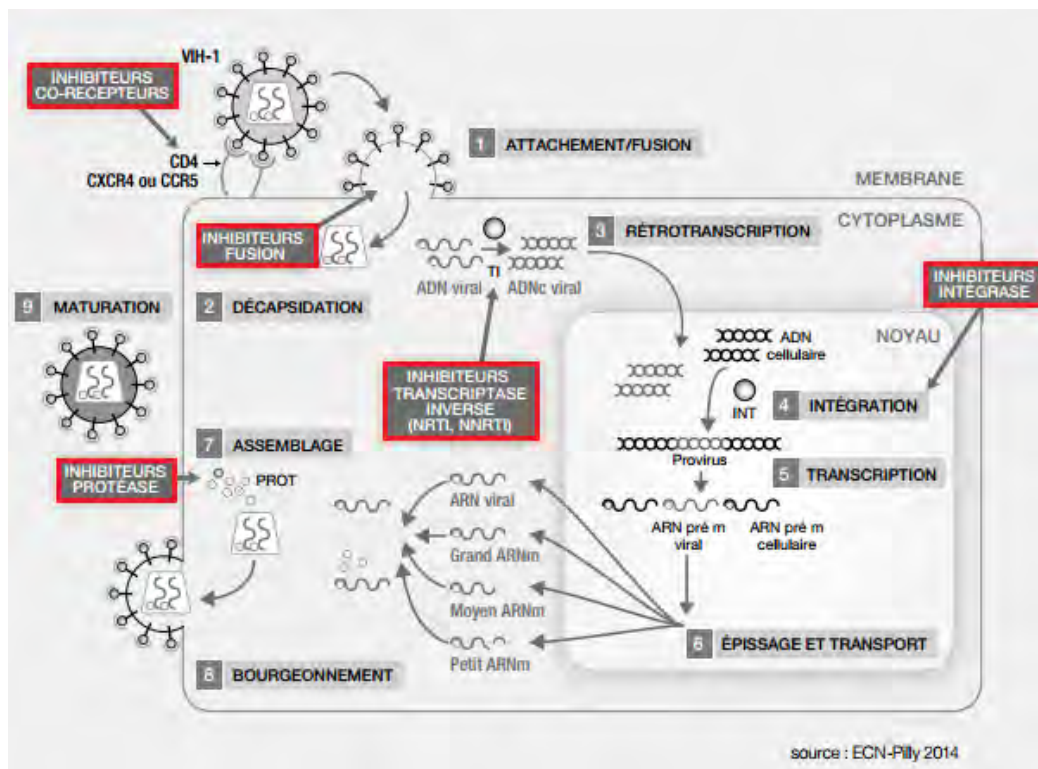 VIH-1
INHIBITEURS
CO-RECEPTEURS
CD4
CXCR4 ou CCR5
1 ATTACHEMENT/FUSION
MEMBRANE
CYTOPLASME
INHIBITEURS
FUSION
3 RÉTROTRANSCRIPTION
TI
ADN viral
ADNc viral
INHIBITEURS
INTÉGRASE
9 MATURATION
2 DÉCAPSIDATION
NOYAU
ADN
cellulaire
INHIBITEURS
TRANSCRIPTASE
INVERSE
(NRTI, NNRTI)
INT
4 INTÉGRATION
7 ASSEMBLAGE
Provirus
INHIBITEURS
PROTÉASE
PROT
5 TRANSCRIPTION
ARN viral
ARN pré m
viral
ARN pré m
cellulaire
Grand ARNm
Moyen ARNm
6 ÉPISSAGE ET TRANSPORT
Petit ARNm
8 BOURGEONNEMENT
source : ECN-Pilly 2014